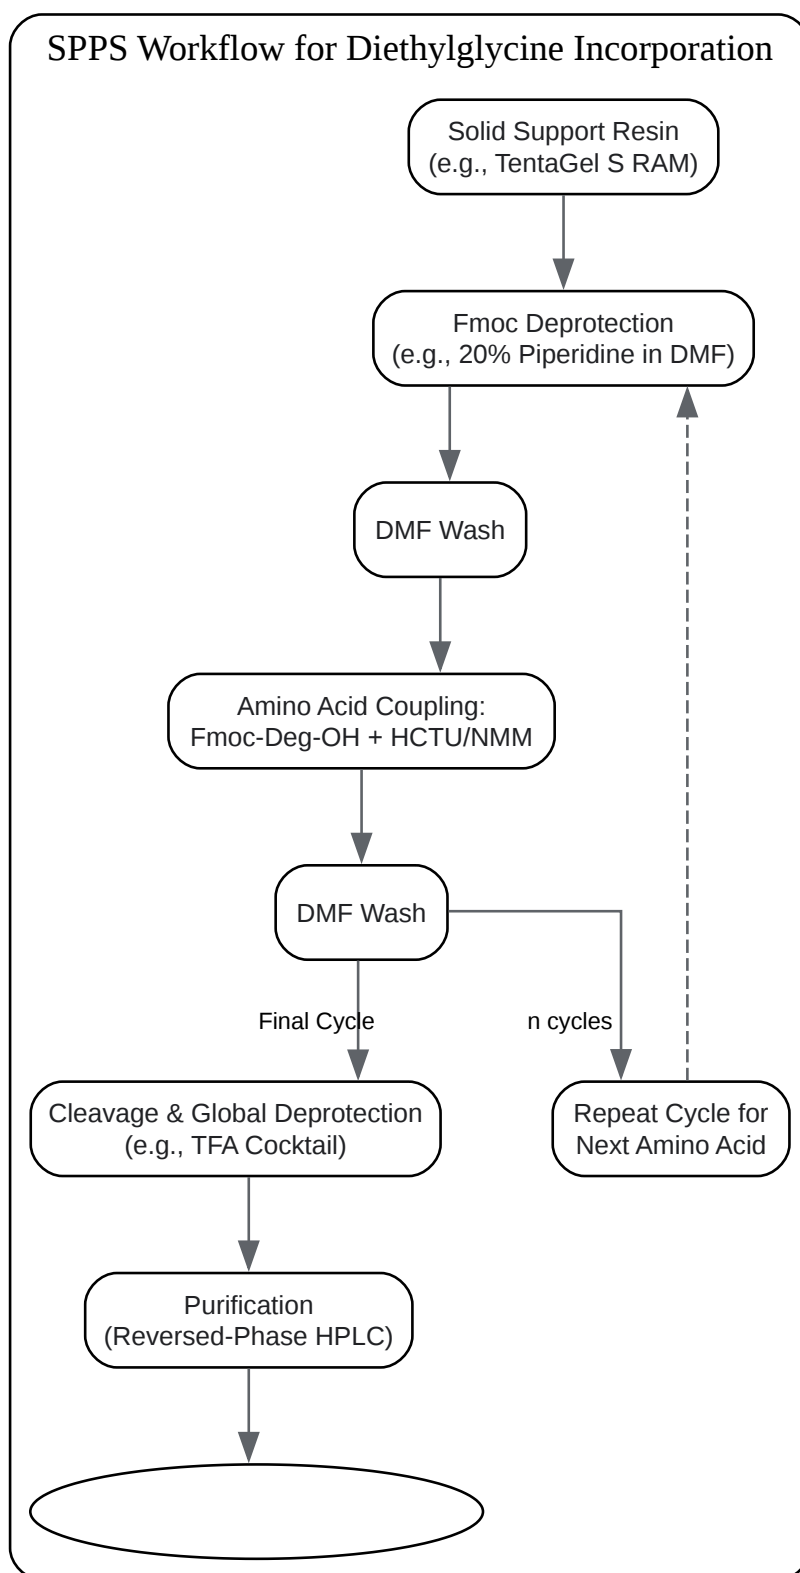 SPPS Workflow for Diethylglycine Incorporation
Solid Support Resin
(e.g., TentaGel S RAM)
Fmoc Deprotection
(e.g., 20% Piperidine in DMF)
DMF Wash
Amino Acid Coupling:
Fmoc-Deg-OH + HCTU/NMM
DMF Wash
Final Cycle
n cycles
Cleavage & Global Deprotection
(e.g., TFA Cocktail)
Repeat Cycle for
Next Amino Acid
Purification
(Reversed-Phase HPLC)